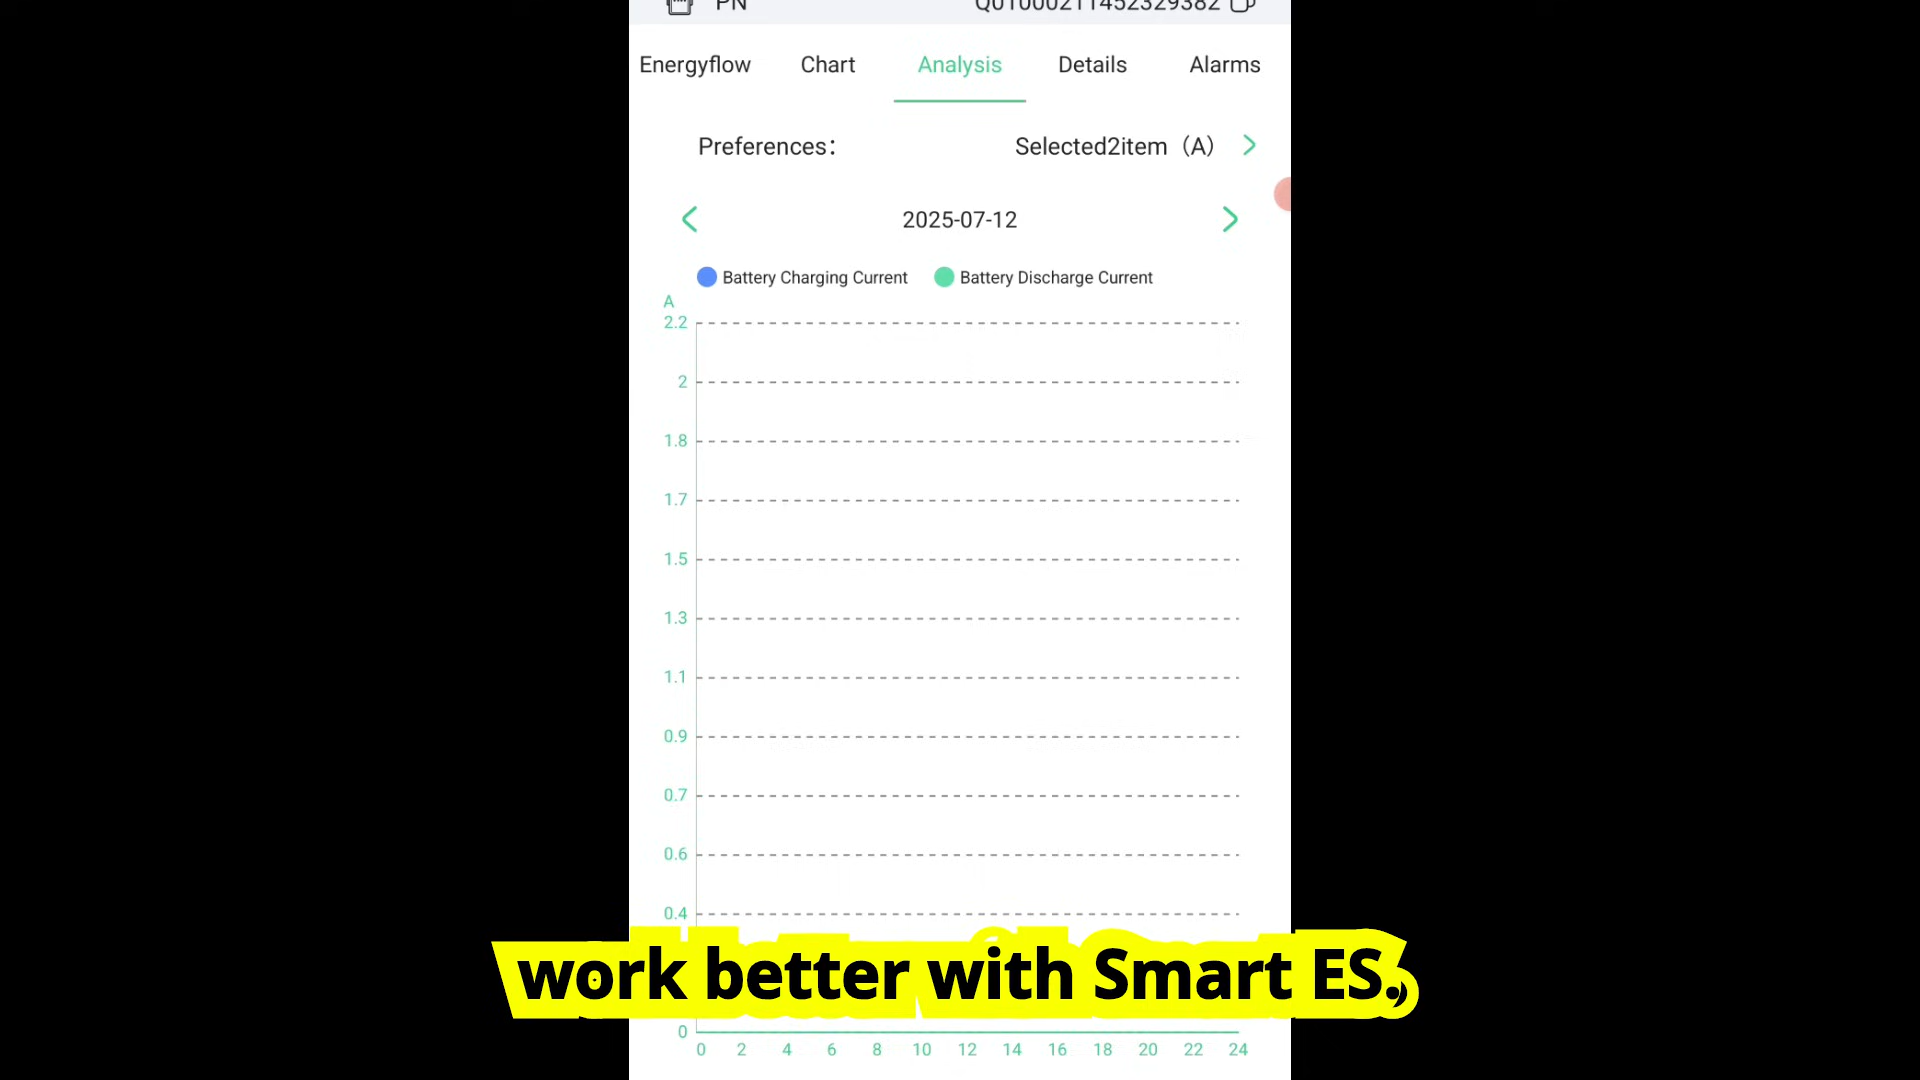 PN Q01000211452329382
Energyflow Chart Analysis Details Alarms
Preferences: Selected2item（A）
2025-07-12
Battery Charging Current Battery Discharge Current
A
2.2
2
1.8
1.7
1.5
1.3
1.1
0.9
0.7
0.6
0.4
work better with Smart ES.,
0
0 2 4 6 8 10 12 14 16 18 20 22 24